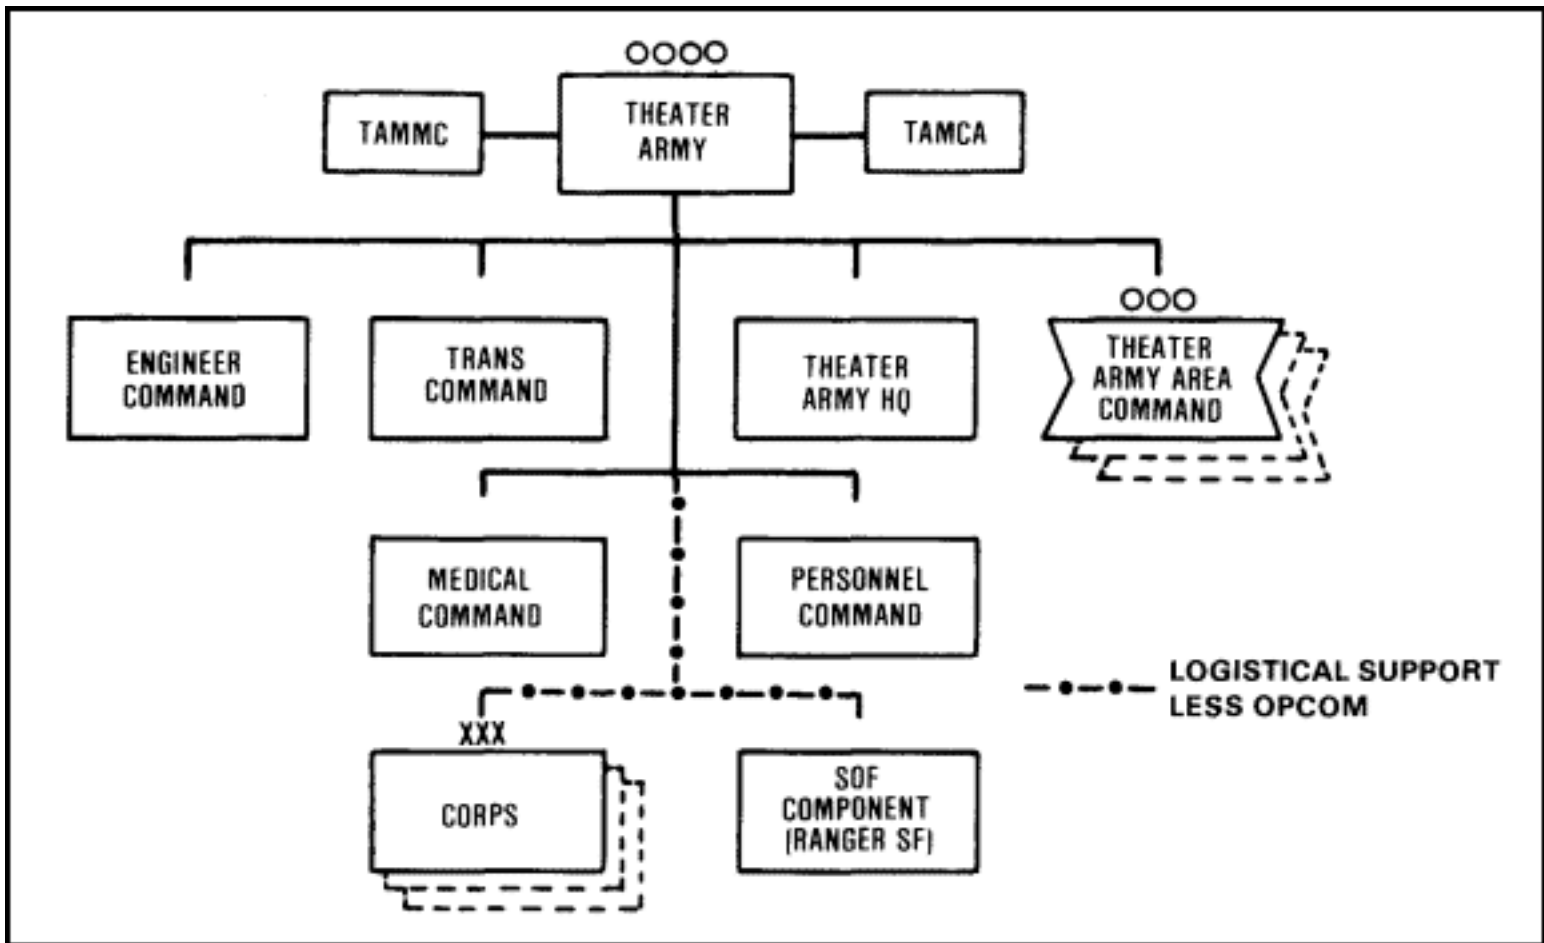 OOOO
TAMMC
THEATER
ARMY
TAMCA
OOO
ENGINEER
COMMAND
TRANS
COMMAND
THEATER
ARMY HQ
THEATER
ARMY AREA
COMMAND
MEDICAL
COMMAND
PERSONNEL
COMMAND
LOGISTICAL SUPPORT
LESS OPCOM
XXX
CORPS
SOF
COMPONENT
(RANGER SF)